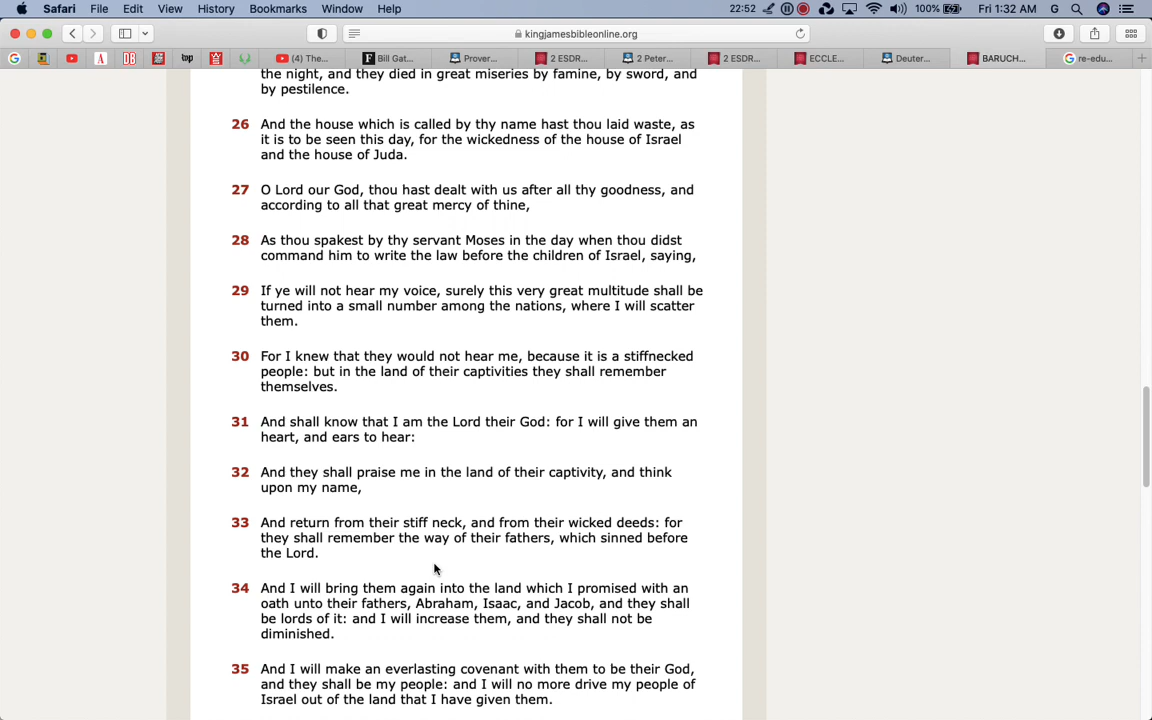 Safari File Edit View History Bookmarks Window Help 22:52 100% Fri 1:32 AM G
kingjamesbibleonline.org
(4) The... Bill Gat... Prover... 2 ESDR... 2 Peter... 2 ESDR... ECCLE... Deuter... BARUCH... re-edu...
the night, and they died in great miseries by famine, by sword, and
by pestilence.
26 And the house which is called by thy name hast thou laid waste, as
it is to be seen this day, for the wickedness of the house of Israel
and the house of Juda.
27 O Lord our God, thou hast dealt with us after all thy goodness, and
according to all that great mercy of thine,
28 As thou spakest by thy servant Moses in the day when thou didst
command him to write the law before the children of Israel, saying,
29 If ye will not hear my voice, surely this very great multitude shall be
turned into a small number among the nations, where I will scatter
them.
30 For I knew that they would not hear me, because it is a stiffnecked
people: but in the land of their captivities they shall remember
themselves.
31 And shall know that I am the Lord their God: for I will give them an
heart, and ears to hear:
32 And they shall praise me in the land of their captivity, and think
upon my name,
33 And return from their stiff neck, and from their wicked deeds: for
they shall remember the way of their fathers, which sinned before
the Lord.
34 And I will bring them again into the land which I promised with an
oath unto their fathers, Abraham, Isaac, and Jacob, and they shall
be lords of it: and I will increase them, and they shall not be
diminished.
35 And I will make an everlasting covenant with them to be their God,
and they shall be my people: and I will no more drive my people of
Israel out of the land that I have given them.